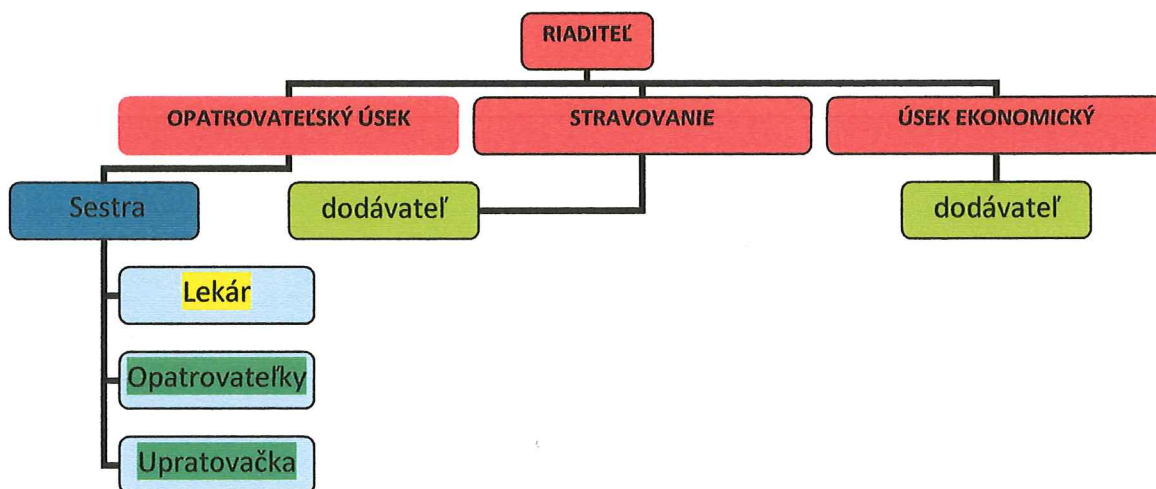 RIADITEĽ
OPATROVATEĽSKÝ ÚSEK
STRAVOVANIE
ÚSEK EKONOMICKÝ
Sestra
dodávateľ
dodávateľ
Lekár
Opatrovateľky
Upratovačka